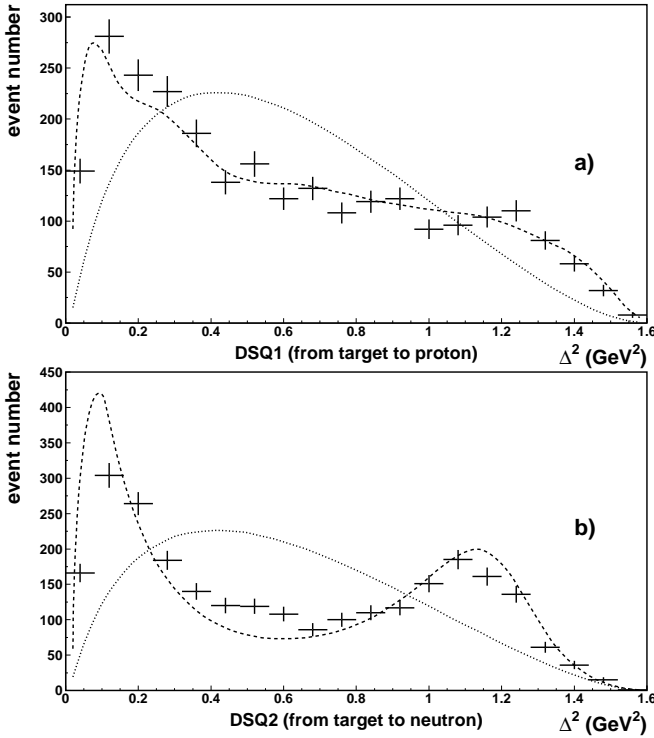 event number
300
250
200
150
100
50
0
a)
0 0.2 0.4 0.6 0.8 1 1.2 1.4 1.6
DSQ1 (from target to proton) Δ² (GeV²)
event number
450
400
350
300
250
200
150
100
50
0
b)
0 0.2 0.4 0.6 0.8 1 1.2 1.4 1.6
DSQ2 (from target to neutron) Δ² (GeV²)